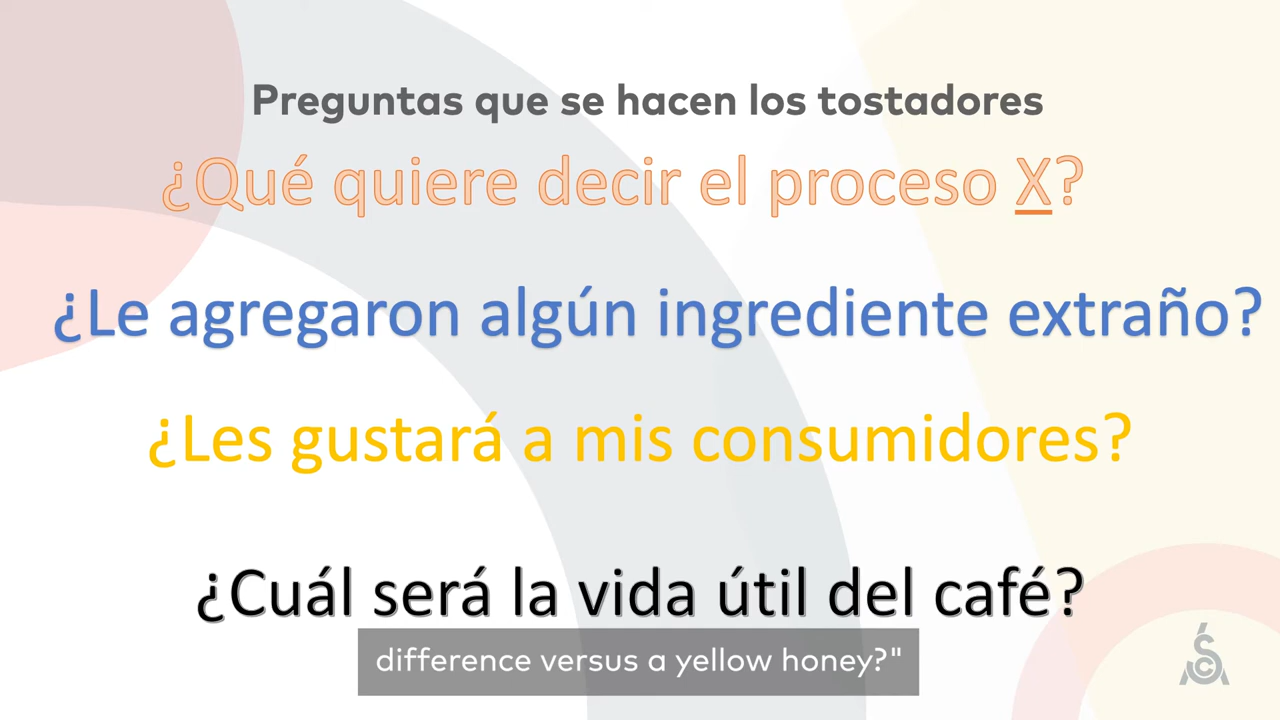 Preguntas que se hacen los tostadores
¿Qué quiere decir el proceso X?
¿Le agregaron algún ingrediente extraño?
¿Les gustará a mis consumidores?
¿Cuál será la vida útil del café?
difference versus a yellow honey?"